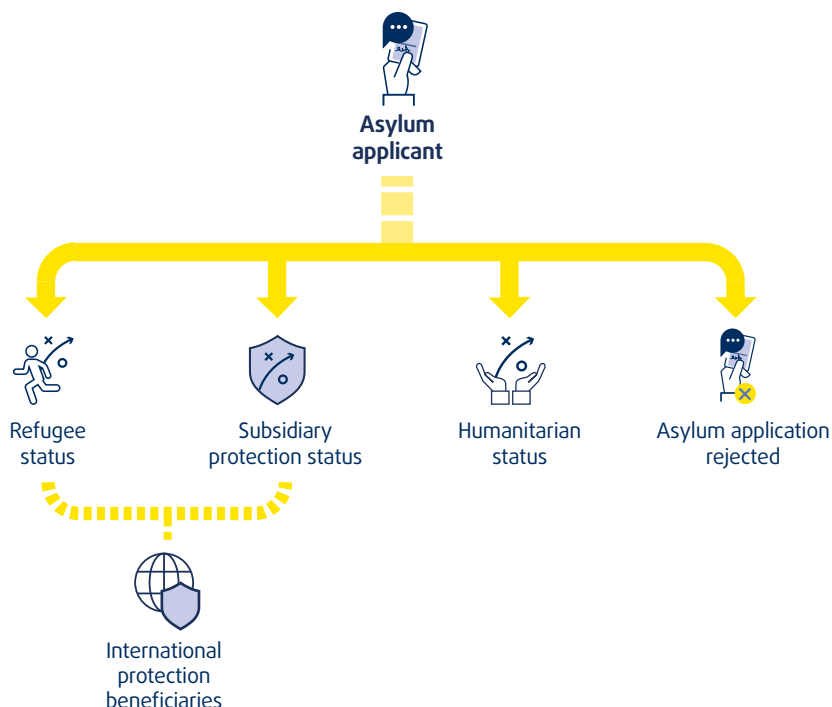 Asylum
applicant
Refugee
status
Subsidiary
protection status
Humanitarian
status
Asylum application
rejected
International
protection
beneficiaries